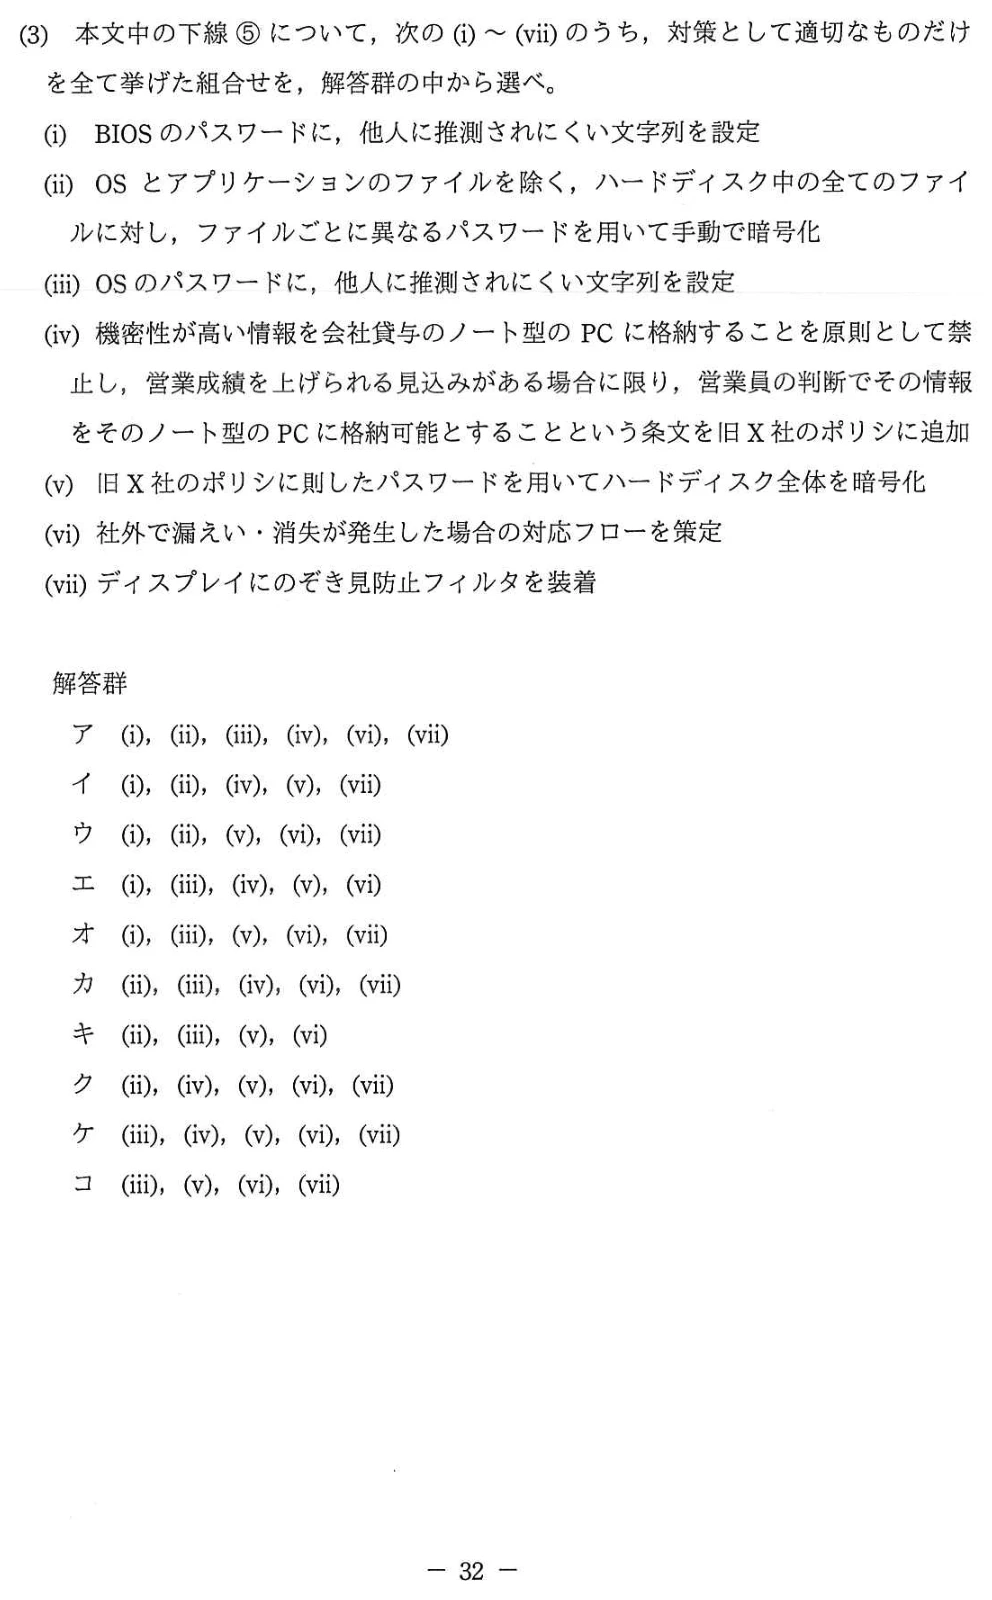 (3) 本文中の下線⑤について，次の(i)～(vii)のうち，対策として適切なものだけ
を全て挙げた組合せを，解答群の中から選べ。
(i) BIOSのパスワードに，他人に推測されにくい文字列を設定
(ii) OSとアプリケーションのファイルを除く，ハードディスク中の全てのファイ
ルに対し，ファイルごとに異なるパスワードを用いて手動で暗号化
(iii) OSのパスワードに，他人に推測されにくい文字列を設定
(iv) 機密性が高い情報を会社貸与のノート型のPCに格納することを原則として禁
止し，営業成績を上げられる見込みがある場合に限り，営業員の判断でその情報
をそのノート型のPCに格納可能とすることという条文を旧X社のポリシに追加
(v) 旧X社のポリシに則したパスワードを用いてハードディスク全体を暗号化
(vi) 社外で漏えい・消失が発生した場合の対応フローを策定
(vii) ディスプレイにのぞき見防止フィルタを装着
解答群
ア (i)，(ii)，(iii)，(iv)，(vi)，(vii)
イ (i)，(ii)，(iv)，(v)，(vii)
ウ (i)，(ii)，(v)，(vi)，(vii)
エ (i)，(iii)，(iv)，(v)，(vi)
オ (i)，(iii)，(v)，(vi)，(vii)
カ (ii)，(iii)，(iv)，(vi)，(vii)
キ (ii)，(iii)，(v)，(vi)
ク (ii)，(iv)，(v)，(vi)，(vii)
ケ (iii)，(iv)，(v)，(vi)，(vii)
コ (iii)，(v)，(vi)，(vii)
－ 32 －